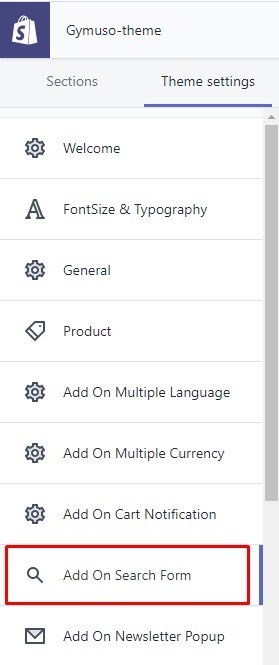 Gymuso-theme
Sections Theme settings
Welcome
FontSize & Typography
General
Product
Add On Multiple Language
Add On Multiple Currency
Add On Cart Notification
Add On Search Form
Add On Newsletter Popup